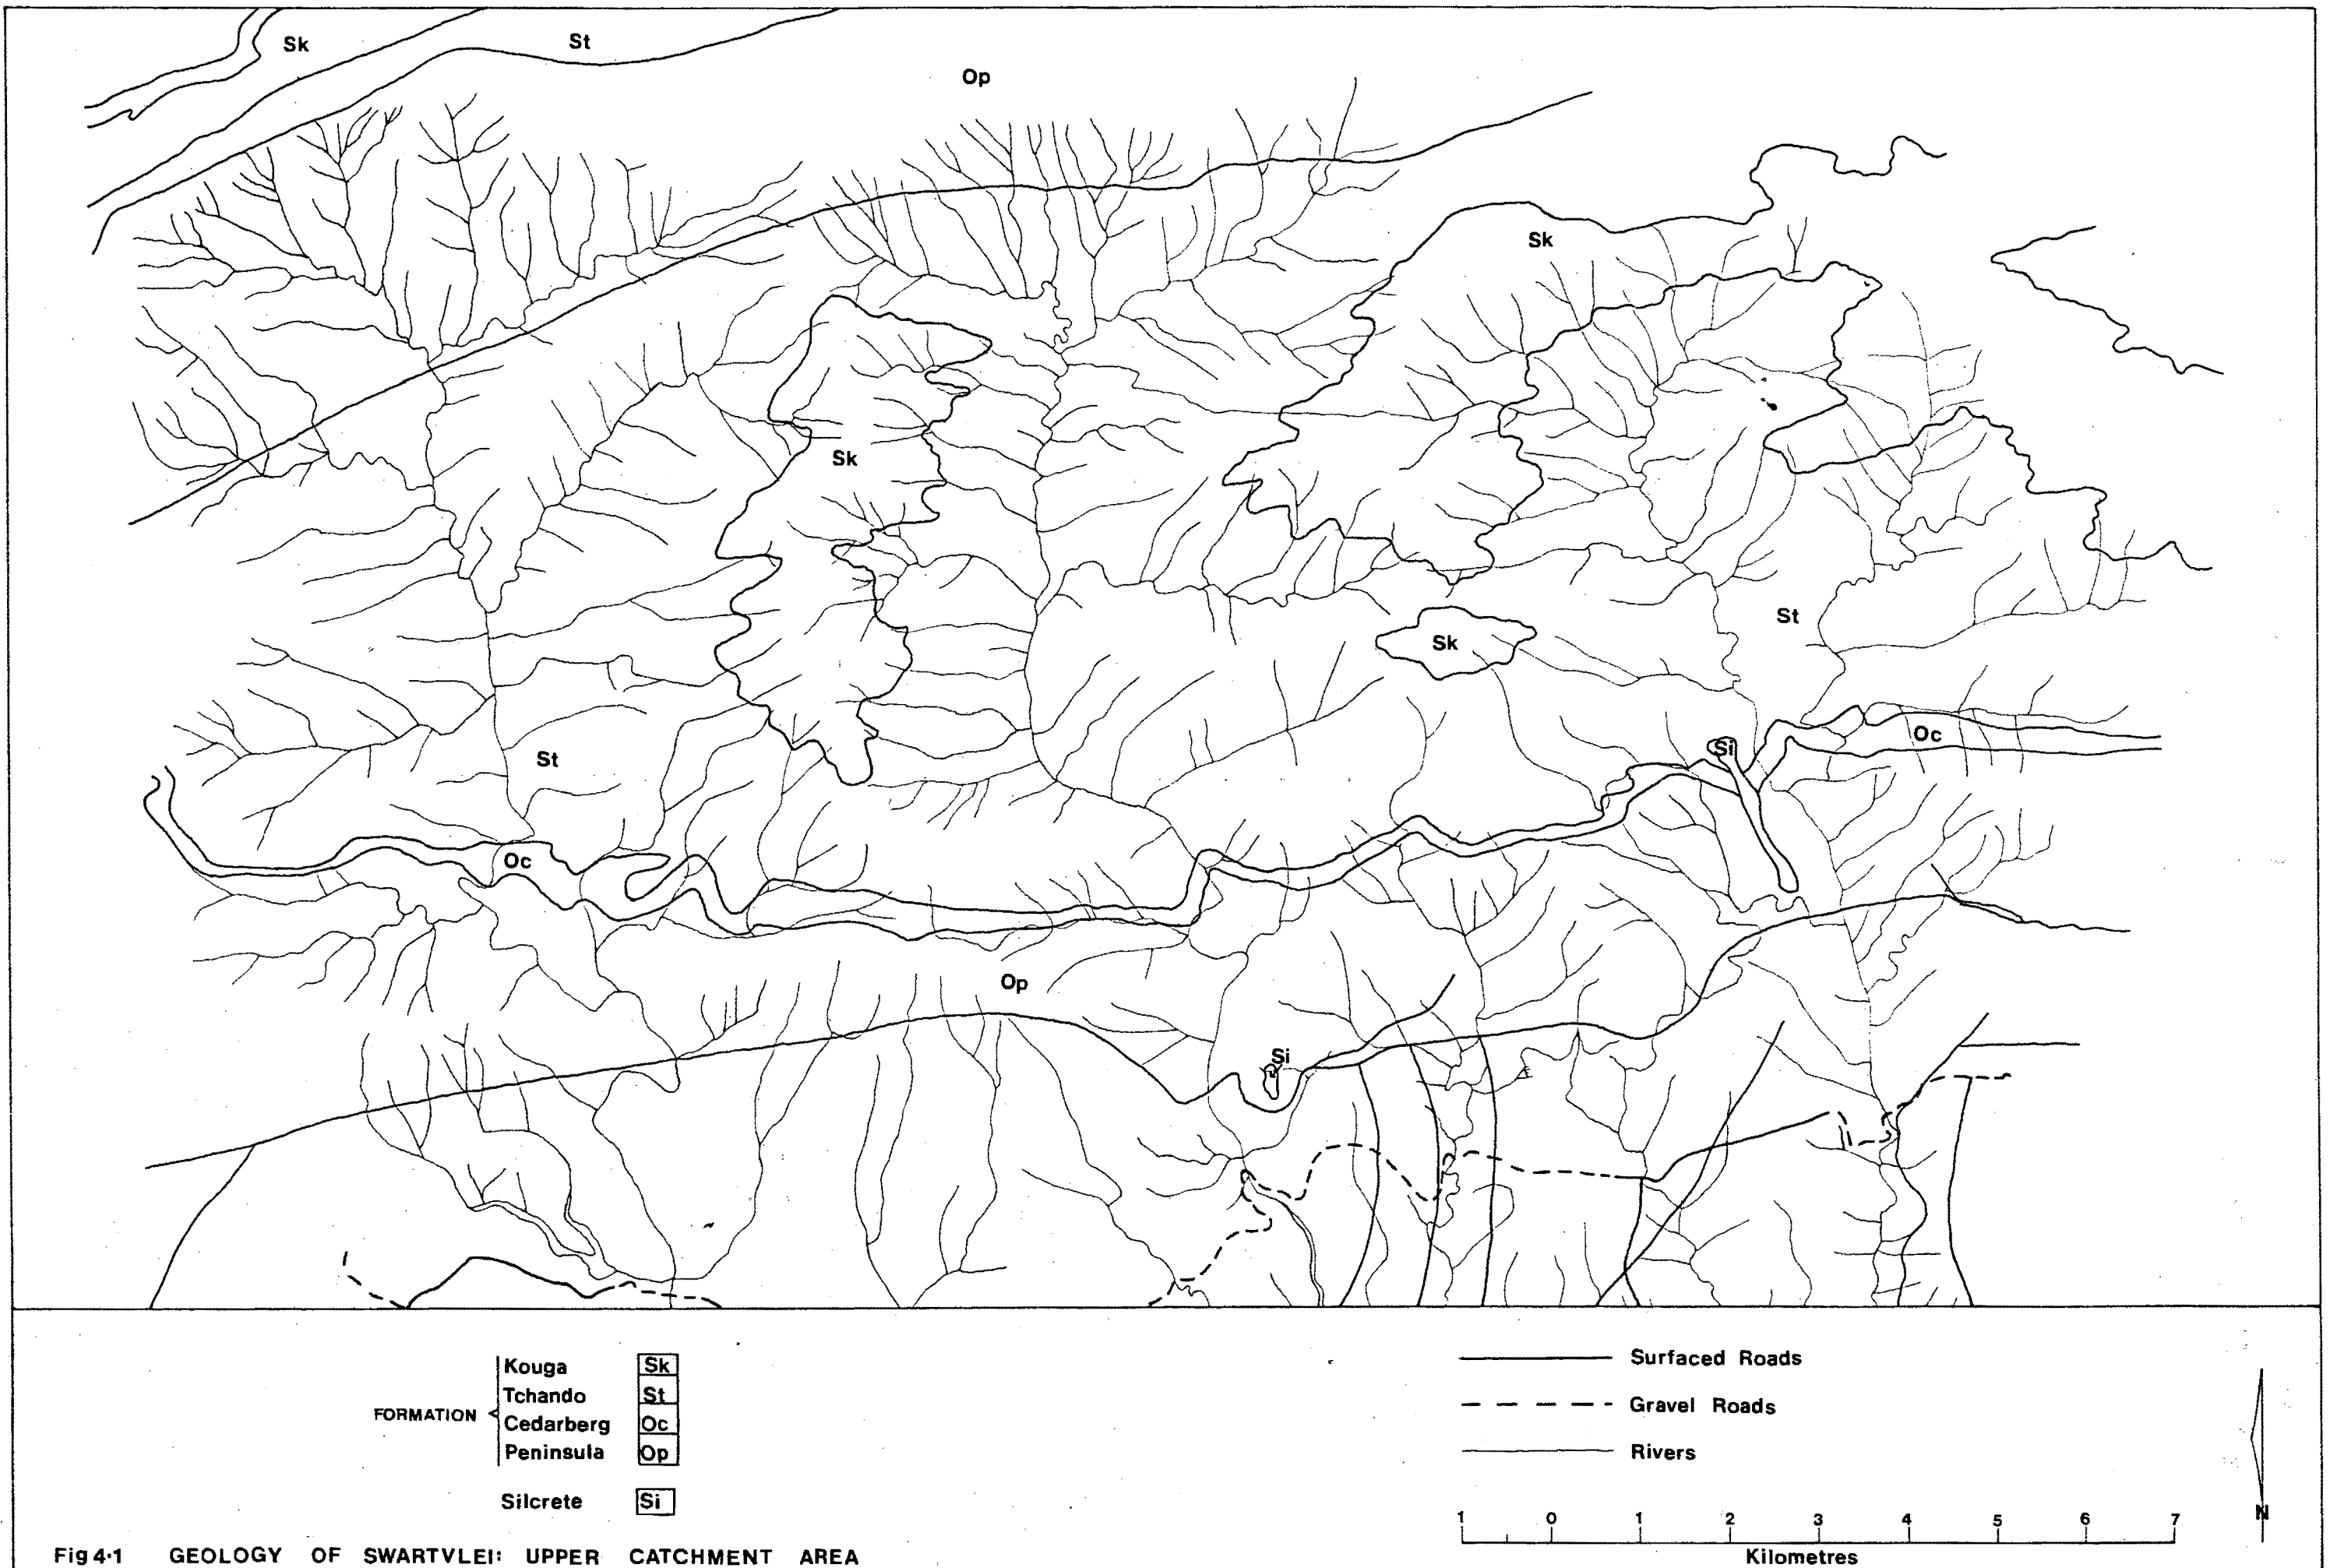 Sk
St
Op
Sk
Sk
St
Sk
Si
Oc
St
Oc
Op
Si
FORMATION
Kouga Sk
Tchando St
Cedarberg Oc
Peninsula Op
Silcrete Si
Surfaced Roads
Gravel Roads
Rivers
N
1 0 1 2 3 4 5 6 7
Kilometres
Fig 4·1 GEOLOGY OF SWARTVLEI: UPPER CATCHMENT AREA